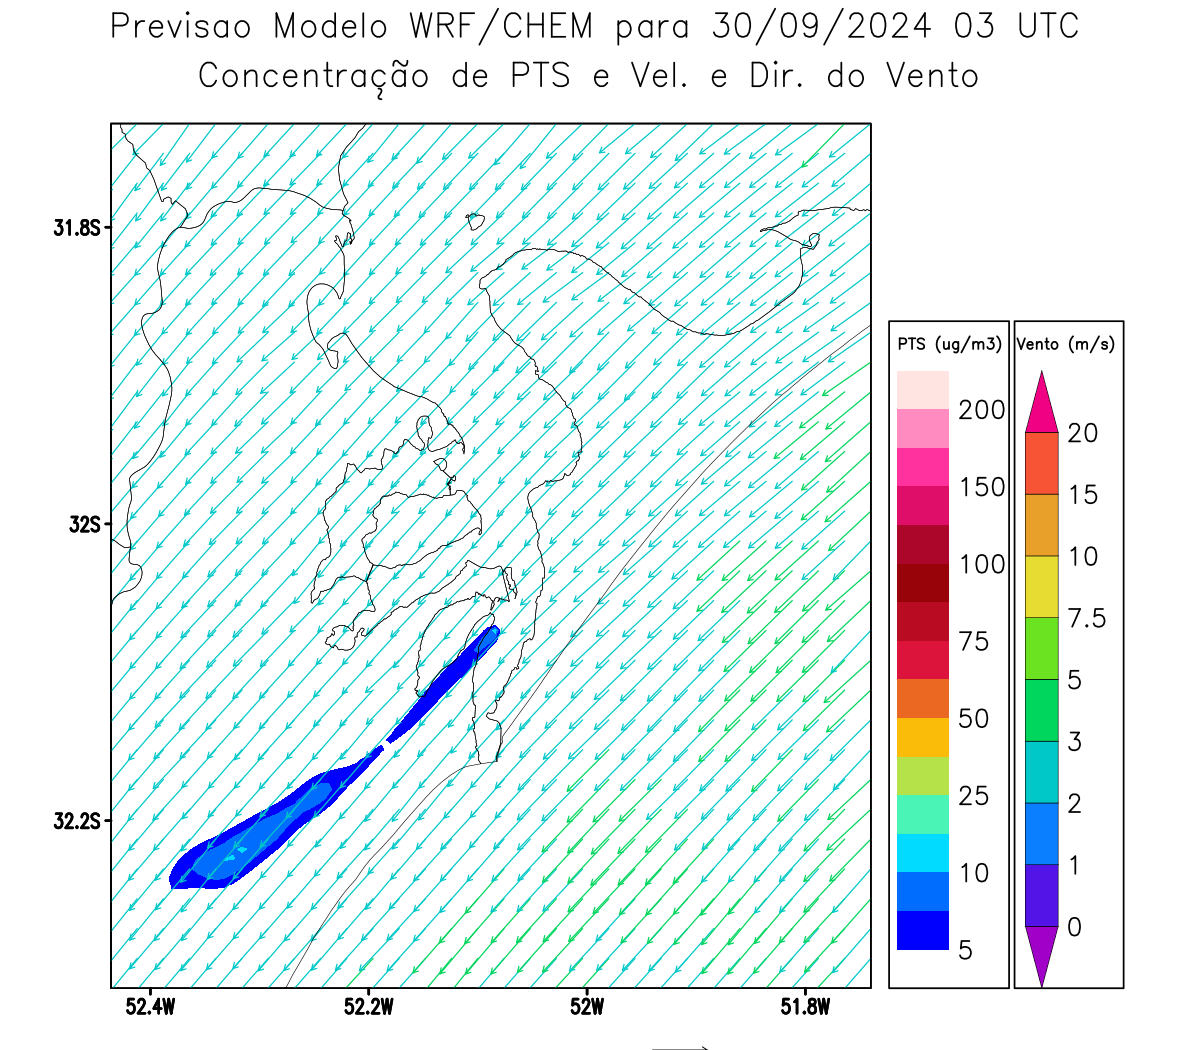 Previsao Modelo WRF/CHEM para 30/09/2024 03 UTC
Concentração de PTS e Vel. e Dir. do Vento
31.8S
32S
32.2S
52.4W
52.2W
52W
51.8W
PTS (ug/m3)
200
150
100
75
50
25
10
5
Vento (m/s)
20
15
10
7.5
5
3
2
1
0